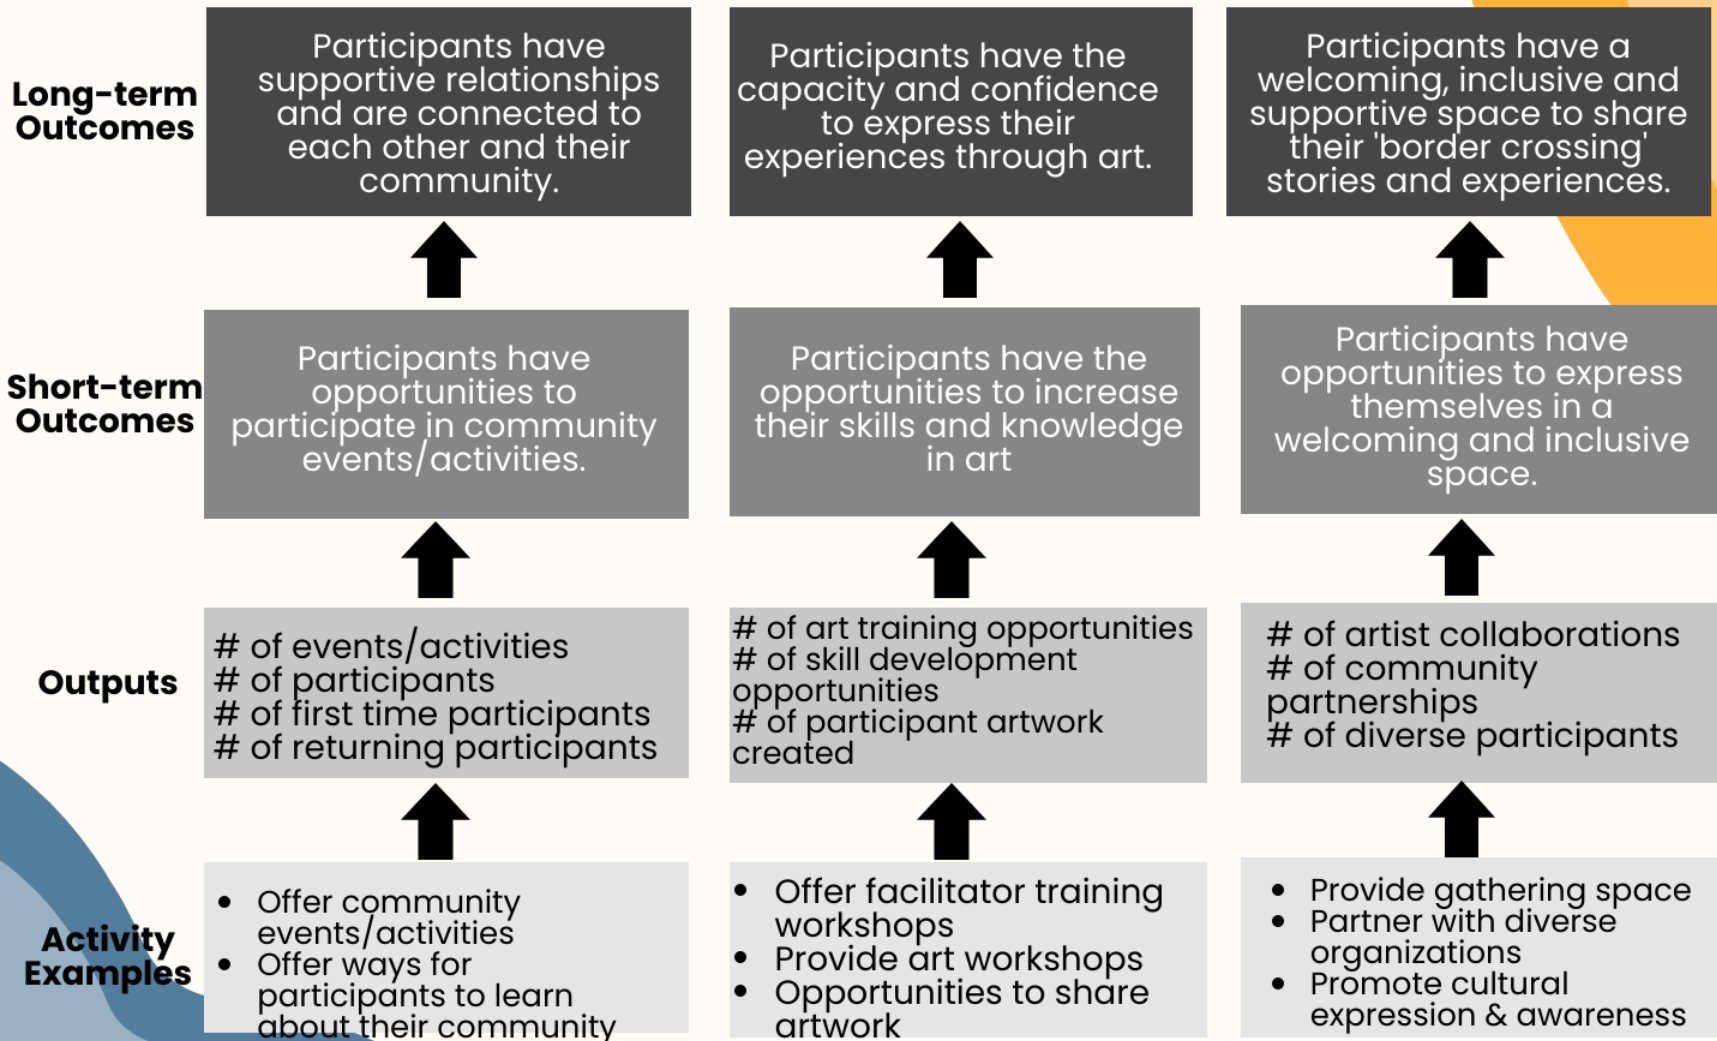 Long-term
Outcomes
Participants have
supportive relationships
and are connected to
each other and their
community.
Participants have the
capacity and confidence
to express their
experiences through art.
Participants have a
welcoming, inclusive and
supportive space to share
their 'border crossing'
stories and experiences.
Short-term
Outcomes
Participants have
opportunities to
participate in community
events/activities.
Participants have the
opportunities to increase
their skills and knowledge
in art
Participants have
opportunities to express
themselves in a
welcoming and inclusive
space.
Outputs
# of events/activities
# of participants
# of first time participants
# of returning participants
# of art training opportunities
# of skill development
opportunities
# of participant artwork
created
# of artist collaborations
# of community
partnerships
# of diverse participants
Activity
Examples
• Offer community
events/activities
• Offer ways for
participants to learn
about their community
• Offer facilitator training
workshops
• Provide art workshops
• Opportunities to share
artwork
• Provide gathering space
• Partner with diverse
organizations
• Promote cultural
expression & awareness